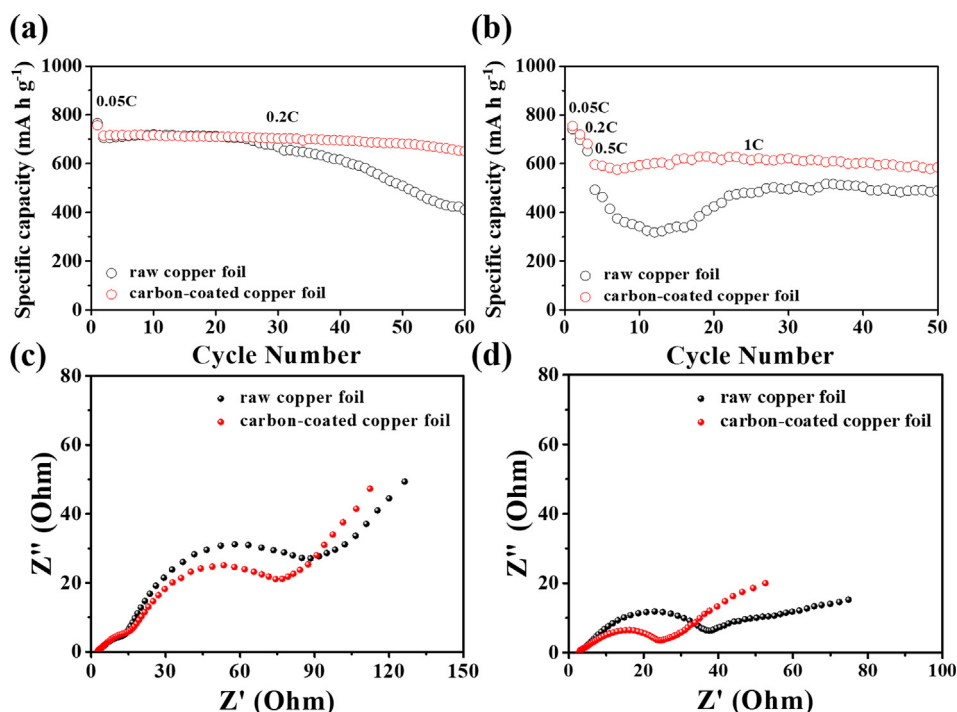 (a)
Specific capacity (mA h g⁻¹)
1000
800
600
400
200
0
0.05C
0.2C
raw copper foil
carbon-coated copper foil
0 10 20 30 40 50 60
Cycle Number
(b)
Specific capacity (mA h g⁻¹)
1000
800
600
400
200
0
0.05C
0.2C
0.5C
1C
raw copper foil
carbon-coated copper foil
0 10 20 30 40 50
Cycle Number
(c)
Z'' (Ohm)
80
60
40
20
0
raw copper foil
carbon-coated copper foil
0 30 60 90 120 150
Z' (Ohm)
(d)
Z'' (Ohm)
80
60
40
20
0
raw copper foil
carbon-coated copper foil
0 20 40 60 80 100
Z' (Ohm)